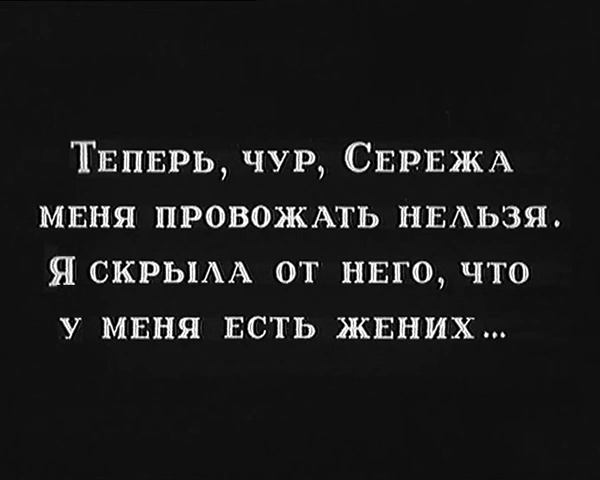 Теперь, чур, Сережа
меня провожать нельзя.
Я скрыла от него, что
у меня есть жених...